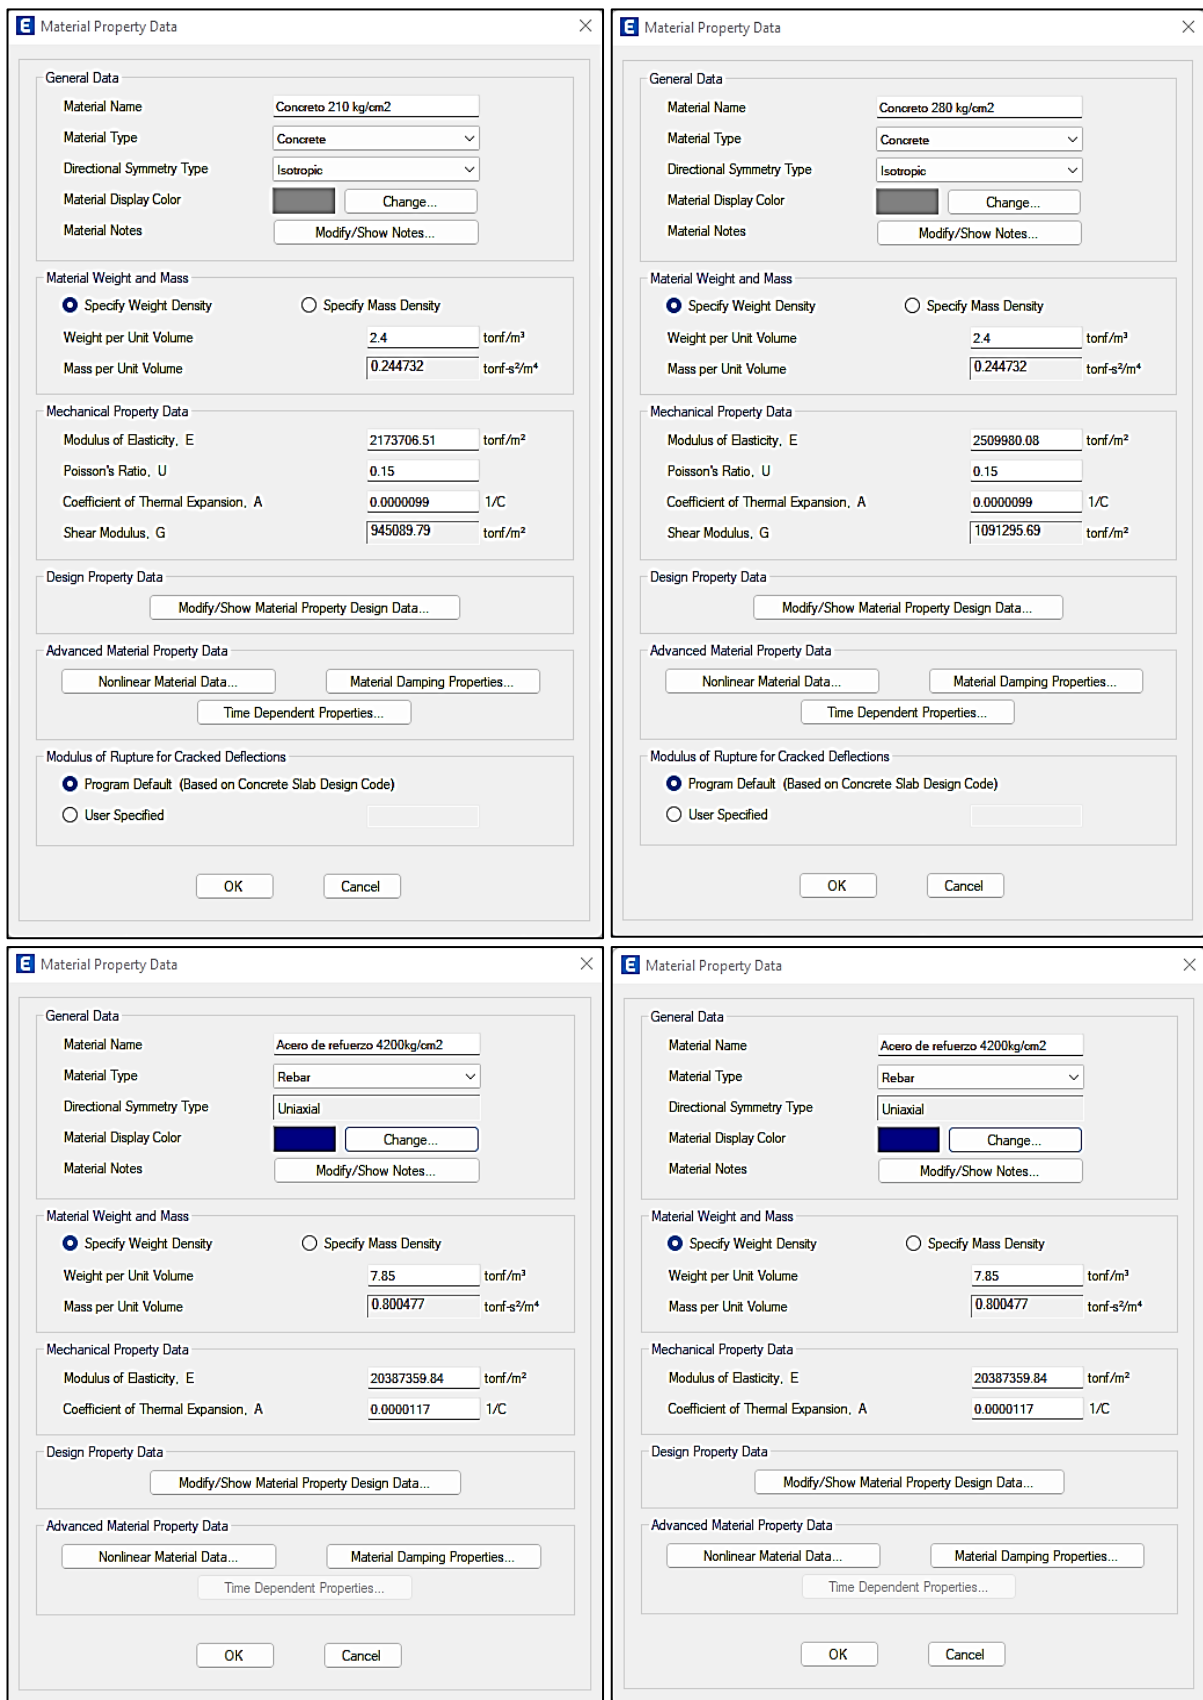 E Material Property Data
General Data
Material Name Concreto 210 kg/cm2
Material Type Concrete
Directional Symmetry Type Isotropic
Material Display Color Change...
Material Notes Modify/Show Notes...
Material Weight and Mass
Specify Weight Density Specify Mass Density
Weight per Unit Volume 2.4 tonf/m³
Mass per Unit Volume 0.244732 tonf-s²/m⁴
Mechanical Property Data
Modulus of Elasticity, E 2173706.51 tonf/m²
Poisson's Ratio, U 0.15
Coefficient of Thermal Expansion, A 0.0000099 1/C
Shear Modulus, G 945089.79 tonf/m²
Design Property Data
Modify/Show Material Property Design Data...
Advanced Material Property Data
Nonlinear Material Data... Material Damping Properties...
Time Dependent Properties...
Modulus of Rupture for Cracked Deflections
Program Default (Based on Concrete Slab Design Code)
User Specified
OK Cancel
E Material Property Data
General Data
Material Name Concreto 280 kg/cm2
Material Type Concrete
Directional Symmetry Type Isotropic
Material Display Color Change...
Material Notes Modify/Show Notes...
Material Weight and Mass
Specify Weight Density Specify Mass Density
Weight per Unit Volume 2.4 tonf/m³
Mass per Unit Volume 0.244732 tonf-s²/m⁴
Mechanical Property Data
Modulus of Elasticity, E 2509980.08 tonf/m²
Poisson's Ratio, U 0.15
Coefficient of Thermal Expansion, A 0.0000099 1/C
Shear Modulus, G 1091295.69 tonf/m²
Design Property Data
Modify/Show Material Property Design Data...
Advanced Material Property Data
Nonlinear Material Data... Material Damping Properties...
Time Dependent Properties...
Modulus of Rupture for Cracked Deflections
Program Default (Based on Concrete Slab Design Code)
User Specified
OK Cancel
E Material Property Data
General Data
Material Name Acero de refuerzo 4200kg/cm2
Material Type Rebar
Directional Symmetry Type Uniaxial
Material Display Color Change...
Material Notes Modify/Show Notes...
Material Weight and Mass
Specify Weight Density Specify Mass Density
Weight per Unit Volume 7.85 tonf/m³
Mass per Unit Volume 0.800477 tonf-s²/m⁴
Mechanical Property Data
Modulus of Elasticity, E 20387359.84 tonf/m²
Coefficient of Thermal Expansion, A 0.0000117 1/C
Design Property Data
Modify/Show Material Property Design Data...
Advanced Material Property Data
Nonlinear Material Data... Material Damping Properties...
Time Dependent Properties...
OK Cancel
E Material Property Data
General Data
Material Name Acero de refuerzo 4200kg/cm2
Material Type Rebar
Directional Symmetry Type Uniaxial
Material Display Color Change...
Material Notes Modify/Show Notes...
Material Weight and Mass
Specify Weight Density Specify Mass Density
Weight per Unit Volume 7.85 tonf/m³
Mass per Unit Volume 0.800477 tonf-s²/m⁴
Mechanical Property Data
Modulus of Elasticity, E 20387359.84 tonf/m²
Coefficient of Thermal Expansion, A 0.0000117 1/C
Design Property Data
Modify/Show Material Property Design Data...
Advanced Material Property Data
Nonlinear Material Data... Material Damping Properties...
Time Dependent Properties...
OK Cancel